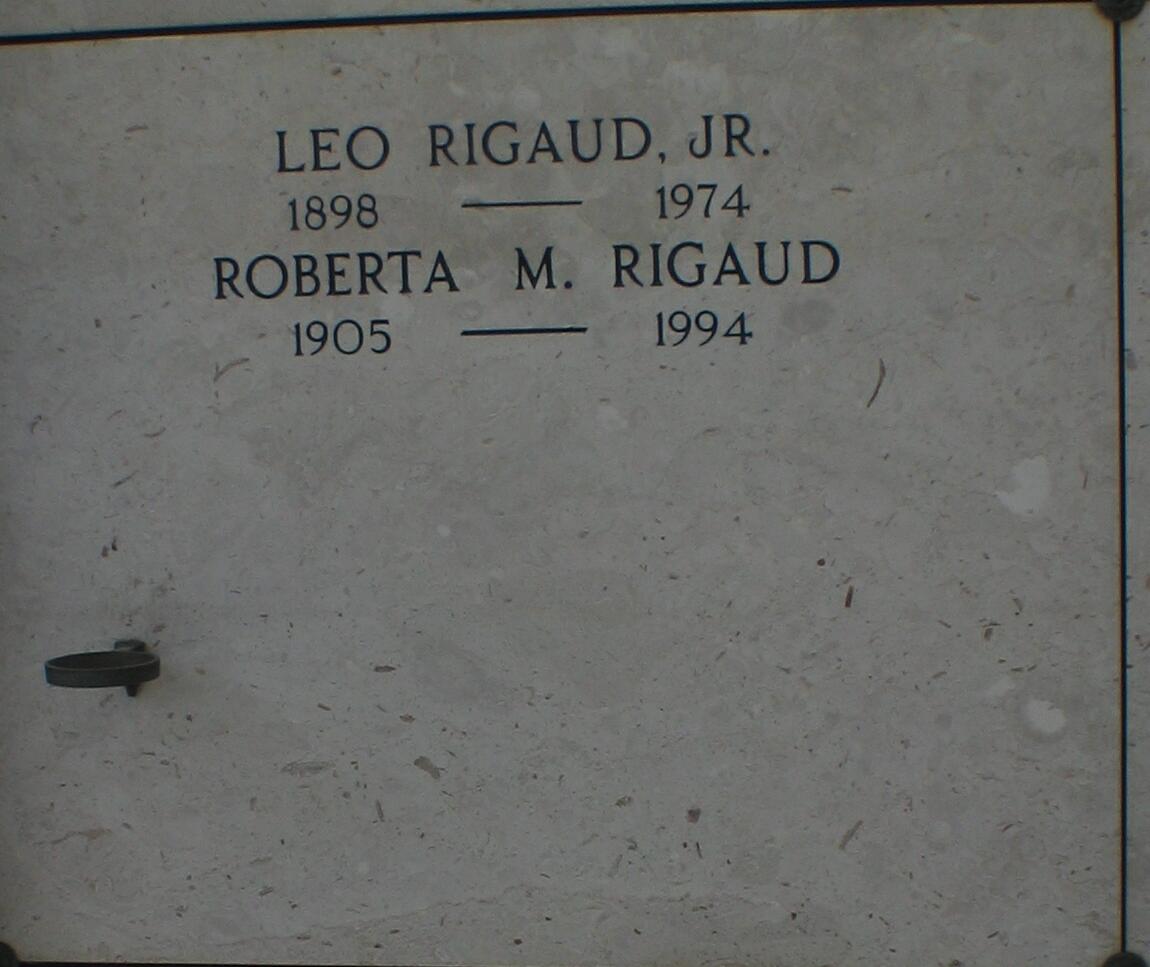 LEO RIGAUD, JR.
1898 — 1974
ROBERTA M. RIGAUD
1905 — 1994